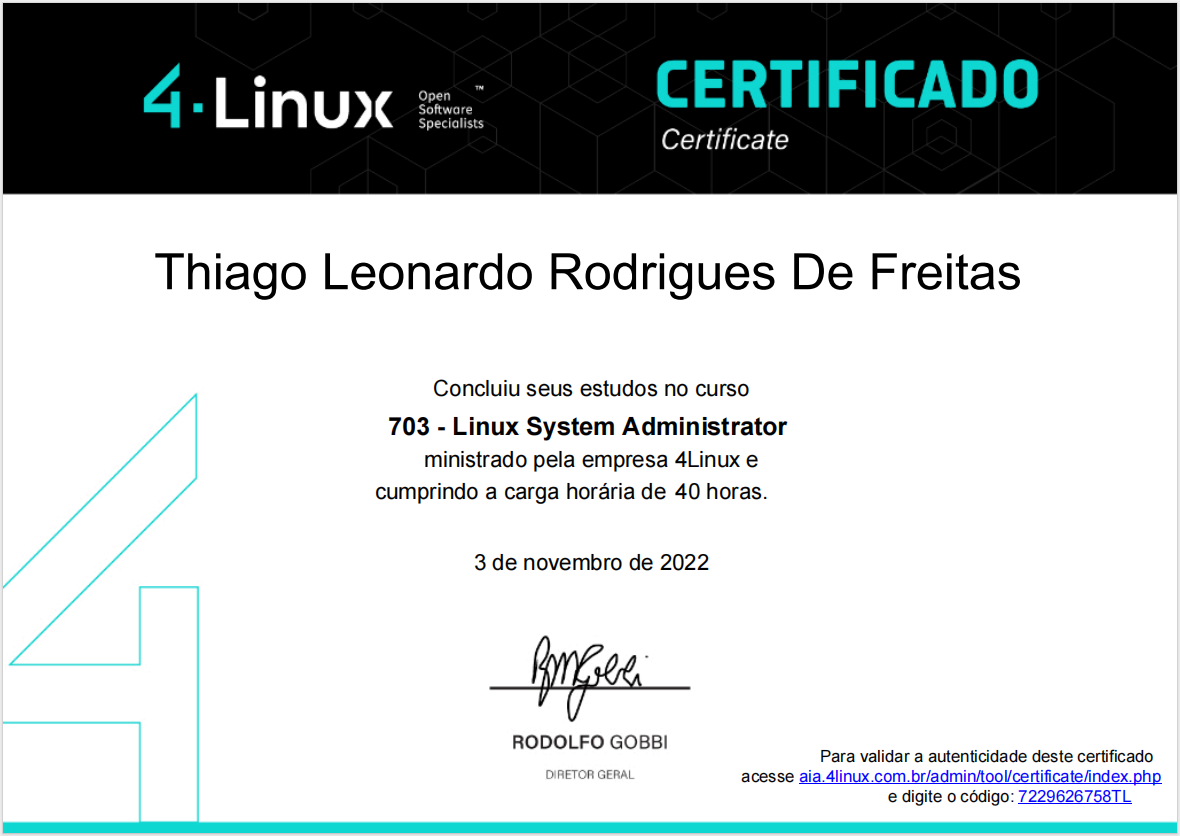 4.Linux
Open
Software
Specialists
™
CERTIFICADO
Certificate
Thiago Leonardo Rodrigues De Freitas
Concluiu seus estudos no curso
703 - Linux System Administrator
ministrado pela empresa 4Linux e
cumprindo a carga horária de 40 horas.
3 de novembro de 2022
RODOLFO GOBBI
DIRETOR GERAL
Para validar a autenticidade deste certificado
acesse aia.4linux.com.br/admin/tool/certificate/index.php
e digite o código: 7229626758TL